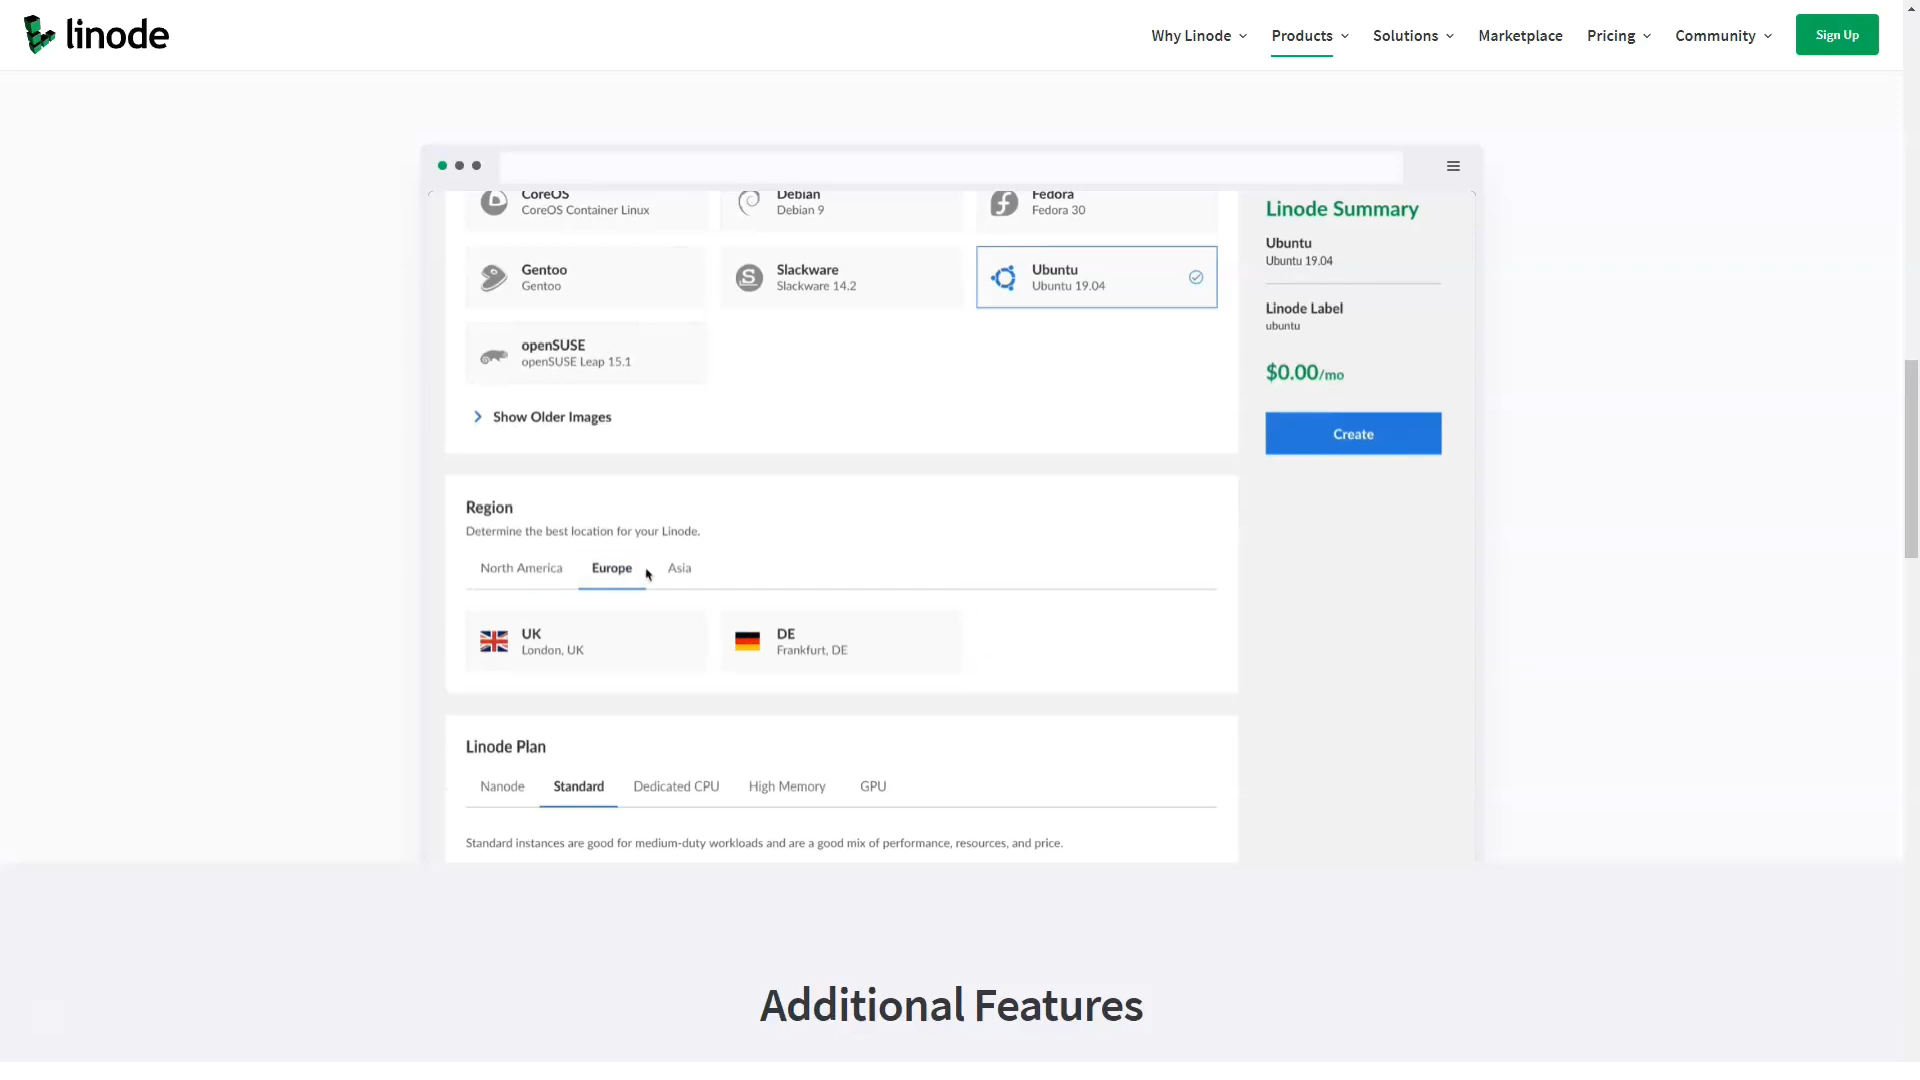 linode
Why Linode
Products
Solutions
Marketplace
Pricing
Community
Sign Up
CoreOS
CoreOS Container Linux
Debian
Debian 9
Fedora
Fedora 30
Gentoo
Gentoo
Slackware
Slackware 14.2
Ubuntu
Ubuntu 19.04
openSUSE
openSUSE Leap 15.1
Show Older Images
Linode Summary
Ubuntu
Ubuntu 19.04
Linode Label
ubuntu
$0.00/mo
Create
Region
Determine the best location for your Linode.
North America
Europe
Asia
UK
London, UK
DE
Frankfurt, DE
Linode Plan
Nanode
Standard
Dedicated CPU
High Memory
GPU
Standard instances are good for medium-duty workloads and are a good mix of performance, resources, and price.
Additional Features